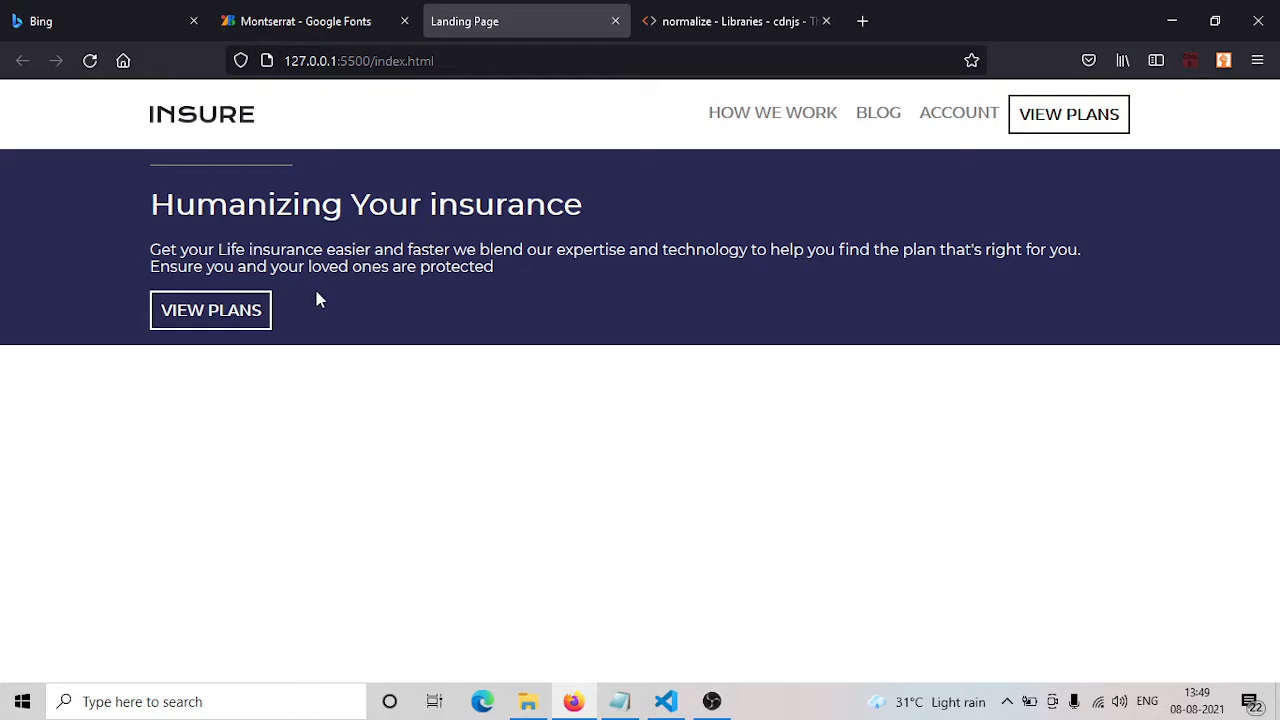 Bing
Montserrat - Google Fonts
Landing Page
normalize - Libraries - cdnjs - Th
127.0.0.1:5500/index.html
INSURE
HOW WE WORK BLOG ACCOUNT VIEW PLANS
Humanizing Your insurance
Get your Life insurance easier and faster we blend our expertise and technology to help you find the plan that's right for you.
Ensure you and your loved ones are protected
VIEW PLANS
Type here to search
31°C Light rain
ENG
13:49
08-08-2021
22